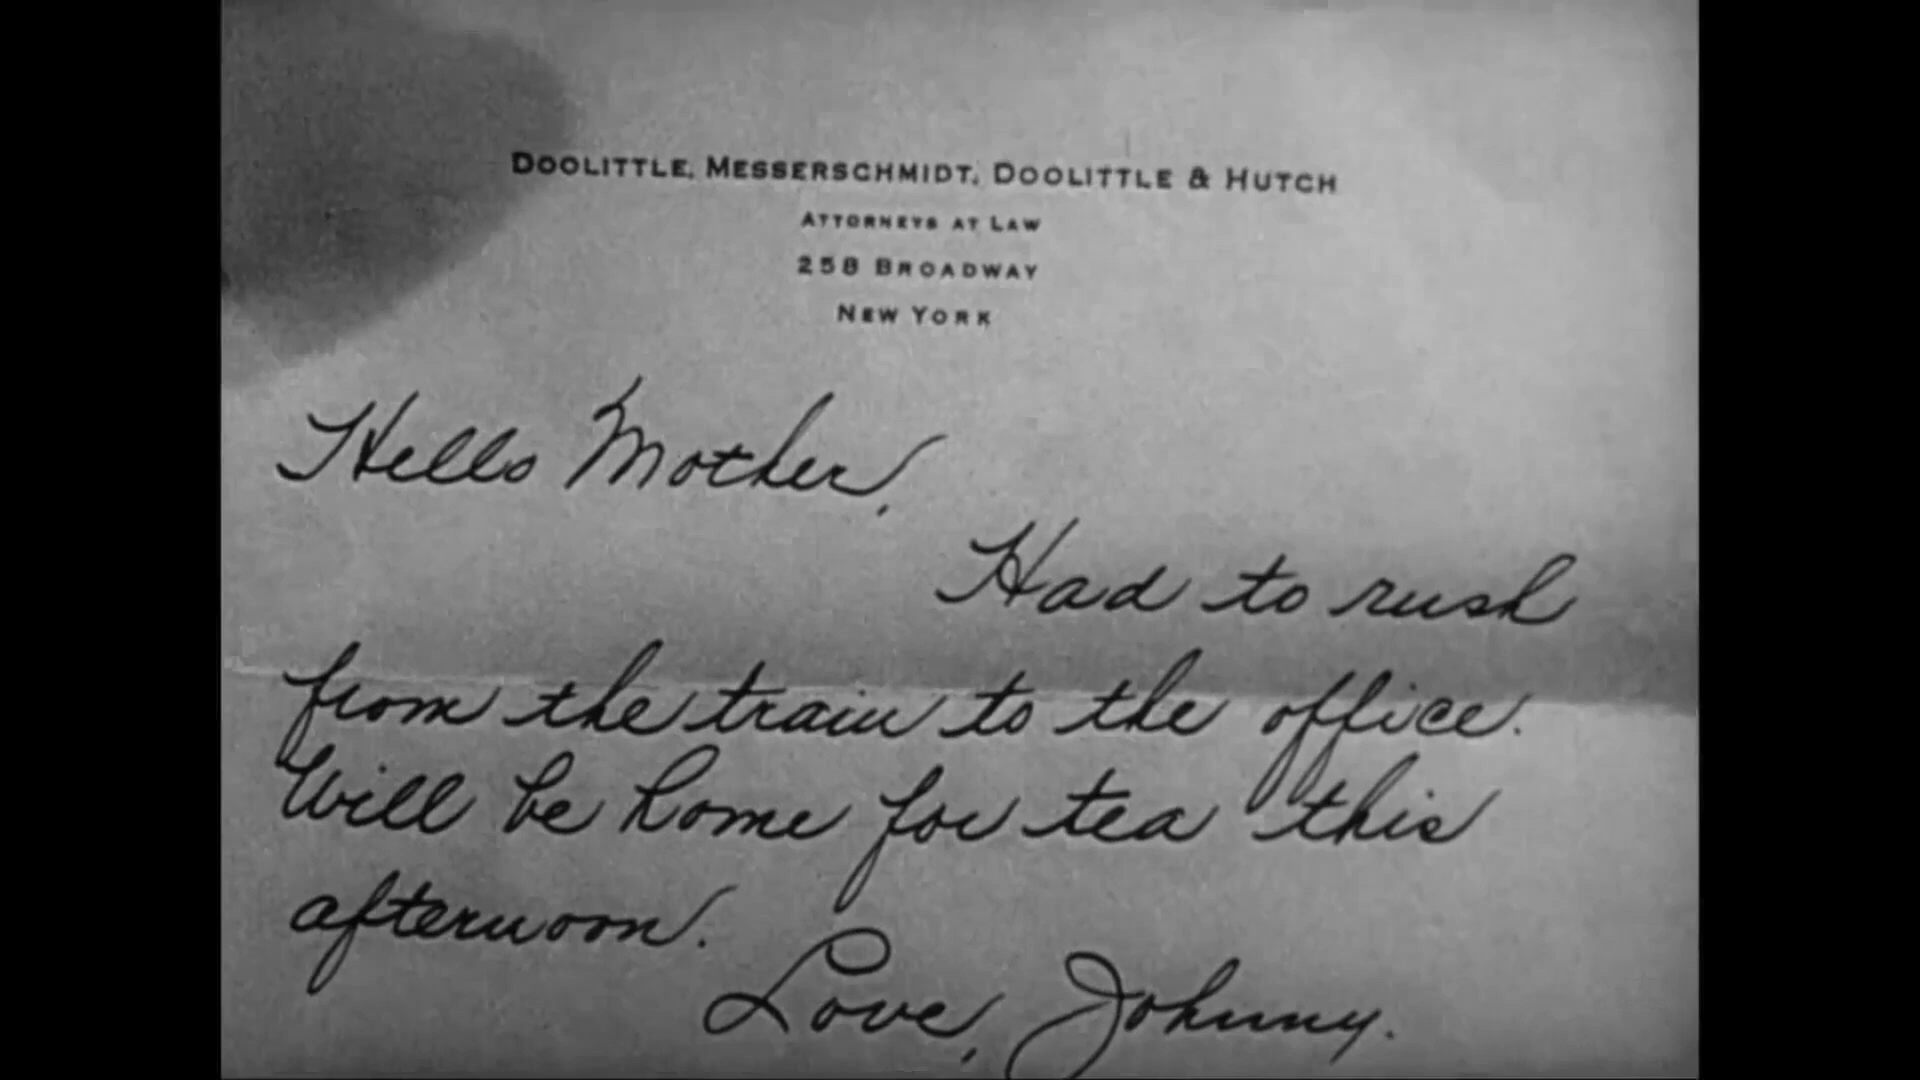 DOOLITTLE, MESSERSCHMIDT, DOOLITTLE & HUTCH
ATTORNEYS AT LAW
258 BROADWAY
NEW YORK
Hello Mother,
Had to rush
from the train to the office.
Will be home for tea this
afternoon.
Love, Johnny.